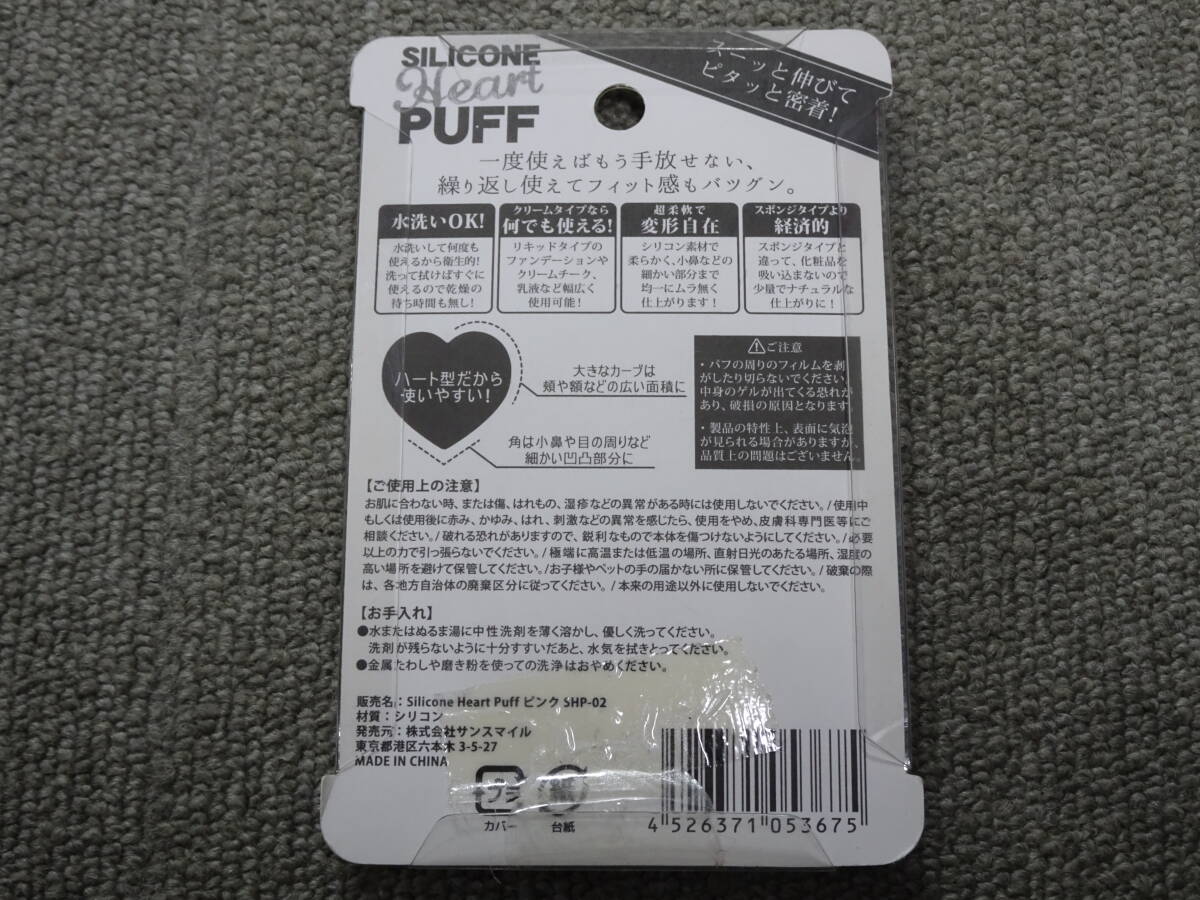 SILICONE
Heart
PUFF
スーッと伸びて
ピタッと密着!
一度使えばもう手放せない、
繰り返し使えてフィット感もバツグン。
水洗いOK!
水洗いして何度も
使えるから衛生的!
洗って拭けばすぐに
使えるので乾燥の
待ち時間も無し!
クリームタイプなら
何でも使える!
リキッドタイプの
ファンデーションや
クリームチーク、
乳液など幅広く
使用可能!
超柔軟で
変形自在
シリコン素材で
柔らかく、小鼻などの
細かい部分まで
均一にムラ無く
仕上がります!
スポンジタイプより
経済的
スポンジタイプと
違って、化粧品を
吸い込まないので
少量でナチュラルな
仕上がりに!
ハート型だから
使いやすい!
大きなカーブは
頬や額などの広い面積に
角は小鼻や目の周りなど
細かい凹凸部分に
⚠ご注意
・パフの周りのフィルムを剥
がしたり切らないでください。
中身のゲルが出てくる恐れが
あり、破損の原因となります。
・製品の特性上、表面に気泡
が見られる場合がありますが、
品質上の問題はございません。
【ご使用上の注意】
お肌に合わない時、または傷、はれもの、湿疹などの異常がある時には使用しないでください。/使用中
もしくは使用後に赤み、かゆみ、はれ、刺激などの異常を感じたら、使用をやめ、皮膚科専門医等にご
相談ください。/破れる恐れがありますので、鋭利なもので本体を傷つけないようにしてください。/必要
以上の力で引っ張らないでください。/極端に高温または低温の場所、直射日光のあたる場所、湿度の
高い場所を避けて保管してください。/お子様やペットの手の届かない所に保管してください。/破棄の際
は、各地方自治体の廃棄区分に従ってください。/本来の用途以外に使用しないでください。
【お手入れ】
●水またはぬるま湯に中性洗剤を薄く溶かし、優しく洗ってください。
洗剤が残らないように十分すすいだあと、水気を拭きとってください。
●金属たわしや磨き粉を使っての洗浄はおやめください。
販売名:Silicone Heart Puff ピンク SHP-02
材質:シリコン
発売元:株式会社サンスマイル
東京都港区六本木 3-5-27
MADE IN CHINA
プラ
カバー
紙
台紙
4 526371 053675